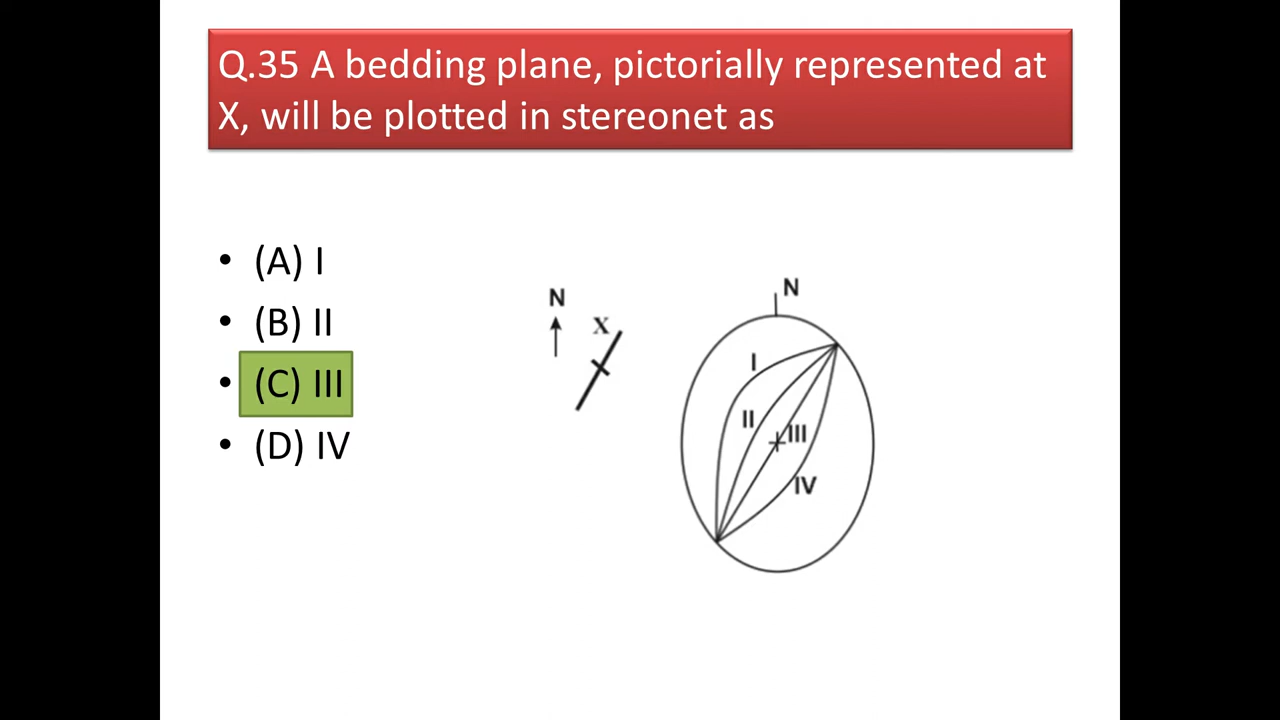 Q.35 A bedding plane, pictorially represented at
X, will be plotted in stereonet as
• (A) I
• (B) II
• (C) III
• (D) IV
N
X
N
I
II
III
IV